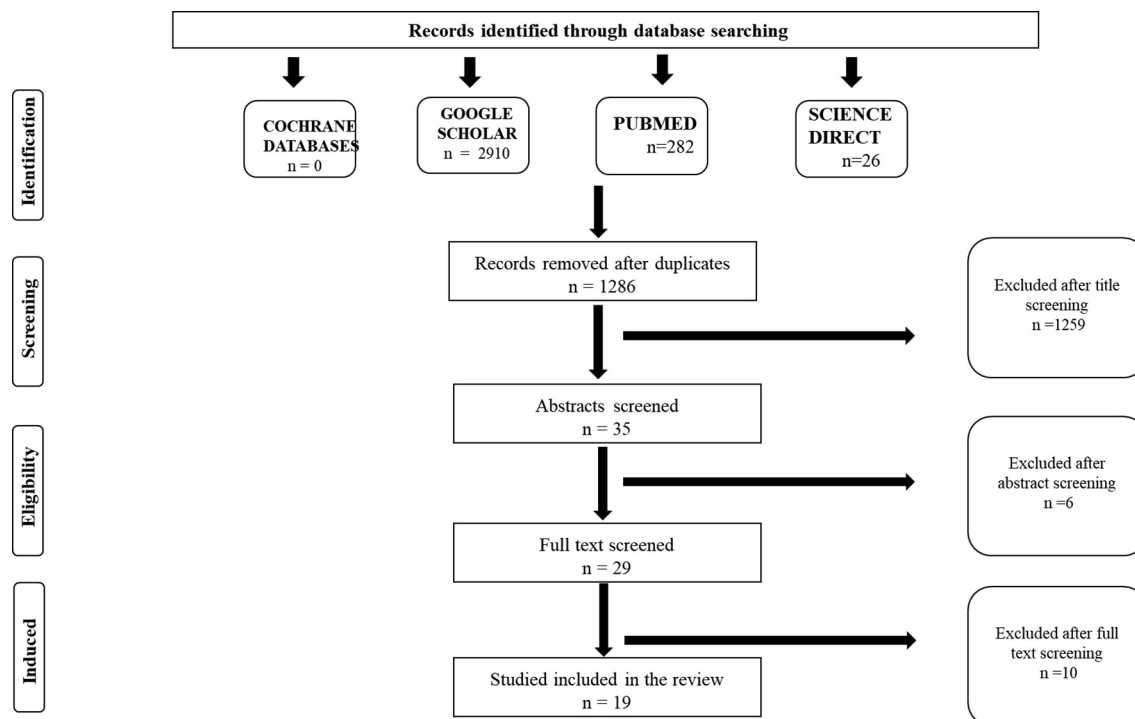 Records identified through database searching
Identification
COCHRANE
DATABASES
n = 0
GOOGLE
SCHOLAR
n = 2910
PUBMED
n=282
SCIENCE
DIRECT
n=26
Screening
Records removed after duplicates
n = 1286
Excluded after title
screening
n =1259
Abstracts screened
n = 35
Eligibility
Excluded after
abstract screening
n =6
Full text screened
n = 29
Induced
Excluded after full
text screening
n =10
Studied included in the review
n = 19